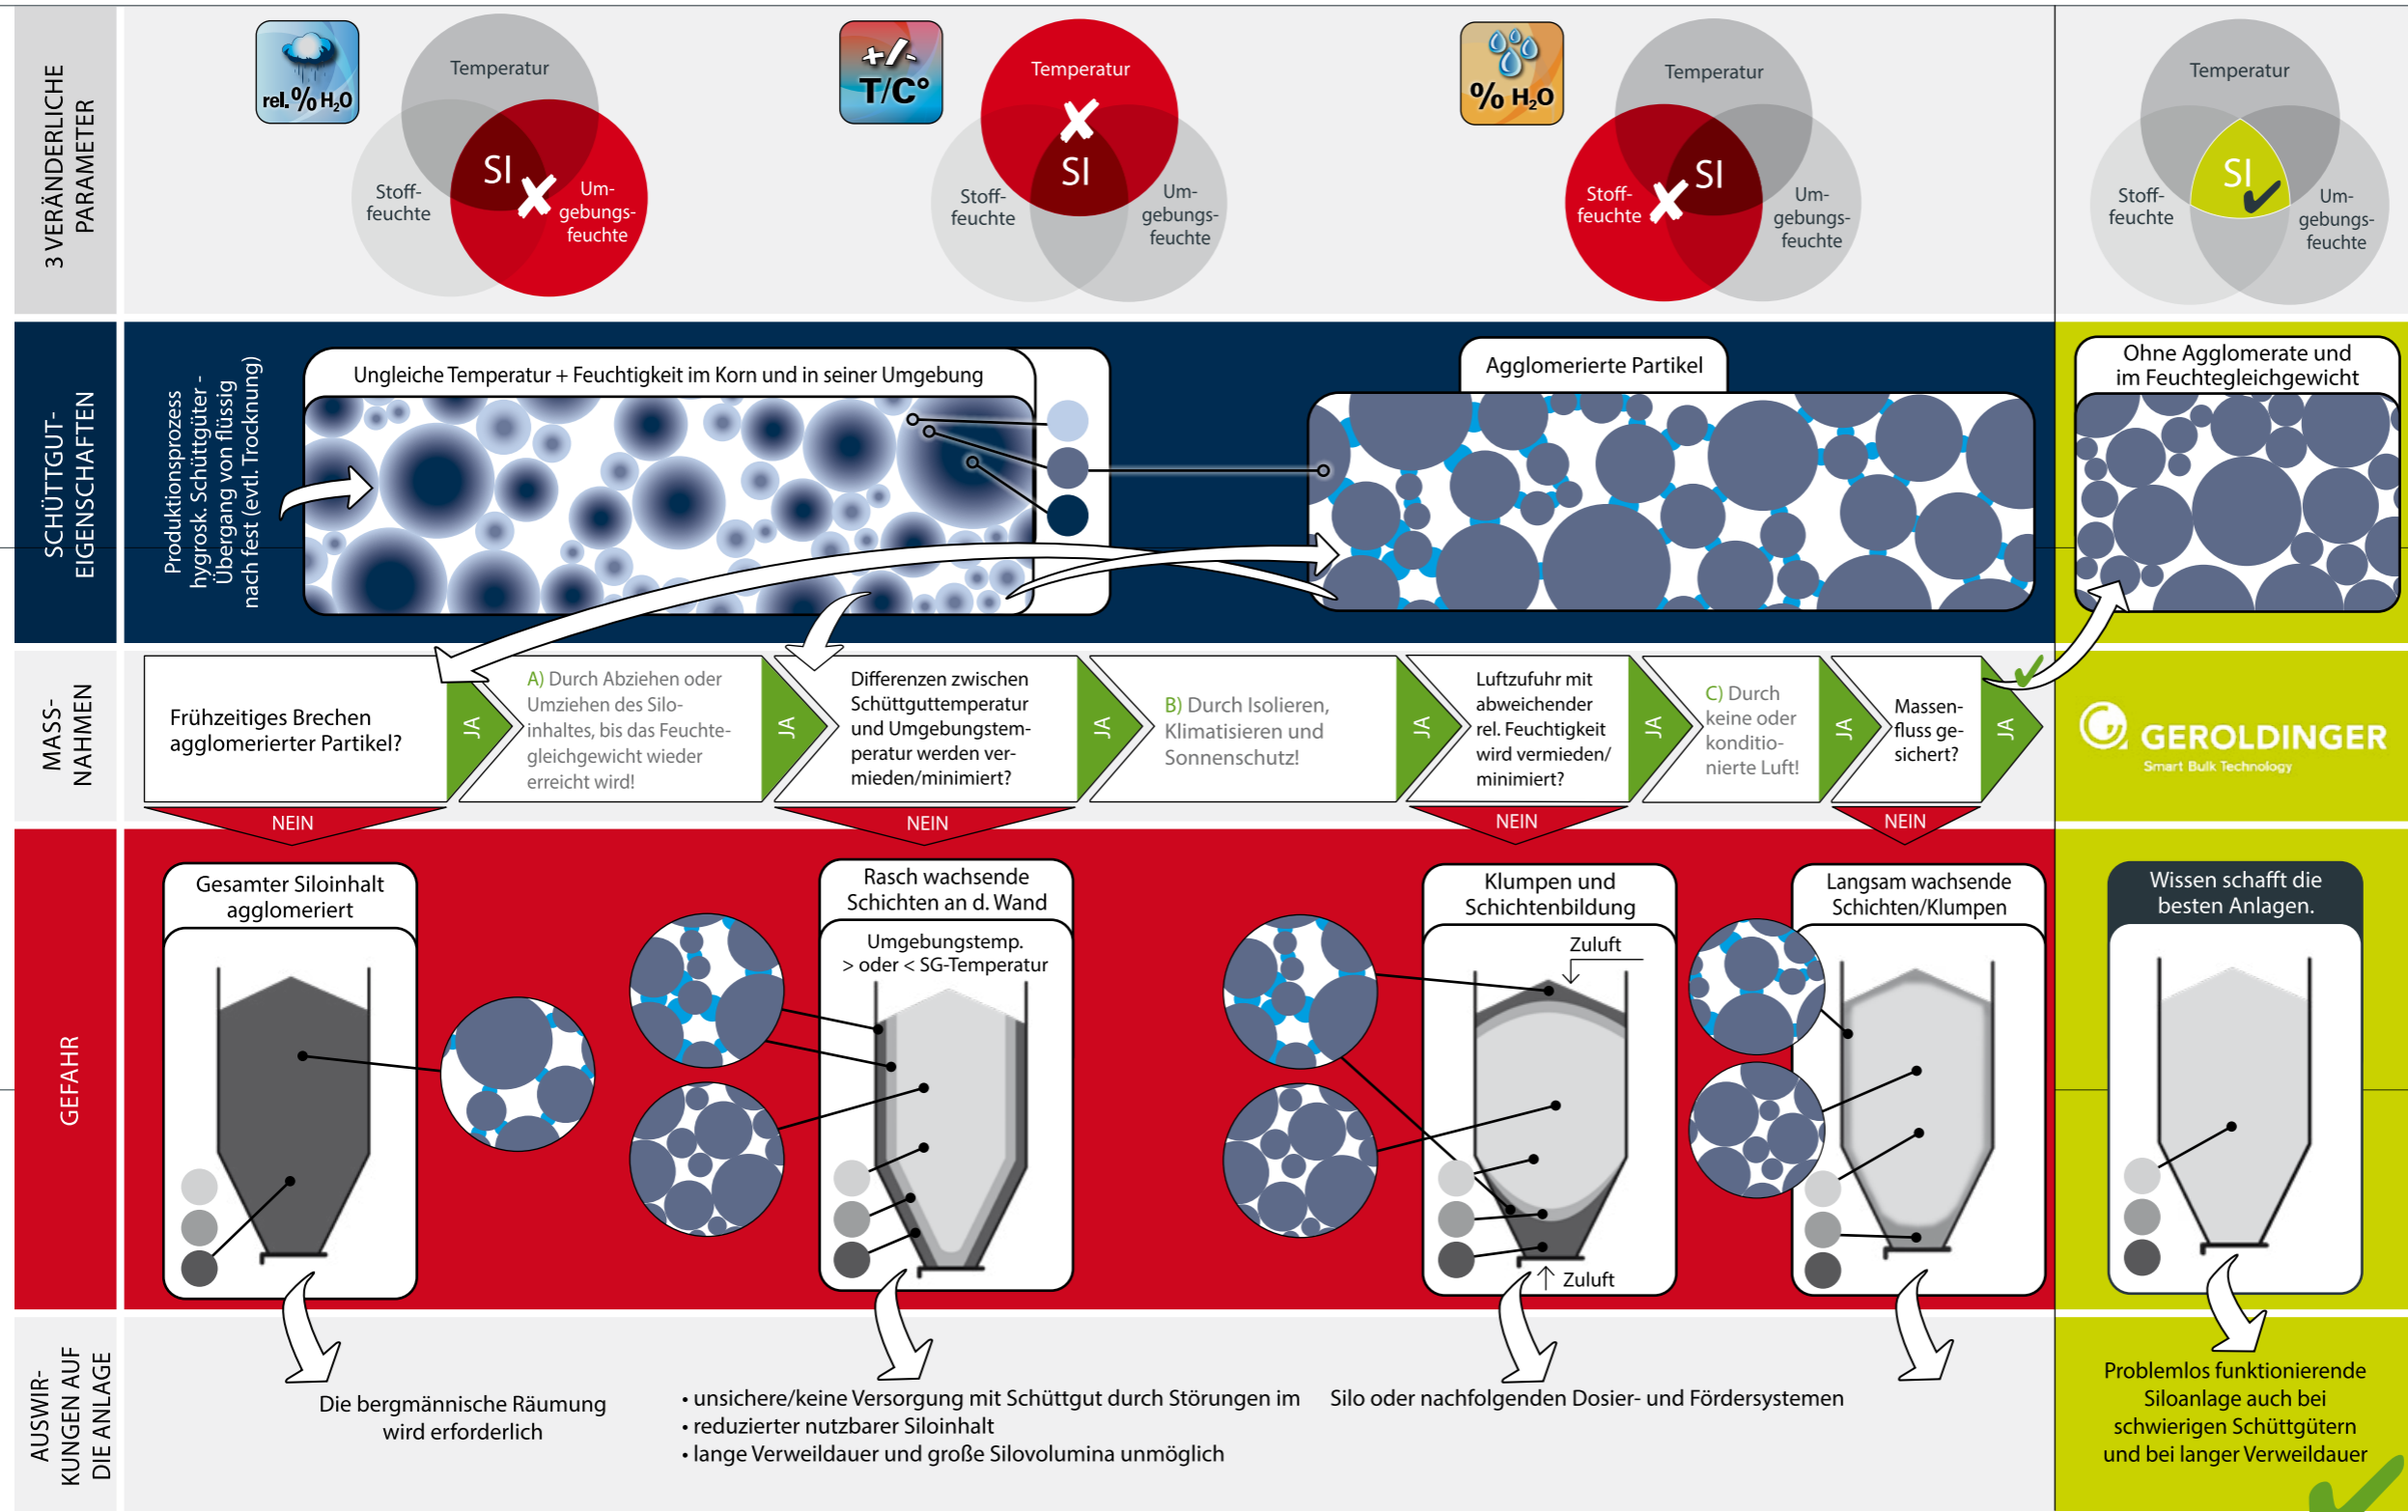 3 VERÄNDERLICHE
PARAMETER
rel.% H₂O
Temperatur
SI
Stoff-
feuchte
Um-
gebungs-
feuchte
+/-
T/C°
Temperatur
SI
Stoff-
feuchte
Um-
gebungs-
feuchte
% H₂O
Temperatur
SI
Stoff-
feuchte
Um-
gebungs-
feuchte
Temperatur
SI
Stoff-
feuchte
Um-
gebungs-
feuchte
SCHÜTTGUT-
EIGENSCHAFTEN
Produktionsprozess
hygrosk. Schüttgüter -
Übergang von flüssig
nach fest (evtl. Trocknung)
Ungleiche Temperatur + Feuchtigkeit im Korn und in seiner Umgebung
Agglomerierte Partikel
Ohne Agglomerate und
im Feuchtegleichgewicht
MASS-
NAHMEN
Frühzeitiges Brechen
agglomerierter Partikel?
JA
A) Durch Abziehen oder
Umziehen des Silo-
inhaltes, bis das Feuchte-
gleichgewicht wieder
erreicht wird!
JA
Differenzen zwischen
Schüttguttemperatur
und Umgebungstem-
peratur werden ver-
mieden/minimiert?
JA
B) Durch Isolieren,
Klimatisieren und
Sonnenschutz!
JA
Luftzufuhr mit
abweichender
rel. Feuchtigkeit
wird vermieden/
minimiert?
JA
C) Durch
keine oder
konditio-
nierte Luft!
JA
Massen-
fluss ge-
sichert?
JA
GEROLDINGER
Smart Bulk Technology
NEIN
NEIN
NEIN
NEIN
GEFAHR
Gesamter Siloinhalt
agglomeriert
Rasch wachsende
Schichten an d. Wand
Umgebungstemp.
> oder < SG-Temperatur
Klumpen und
Schichtenbildung
Zuluft
Zuluft
Langsam wachsende
Schichten/Klumpen
Wissen schafft die
besten Anlagen.
AUSWIR-
KUNGEN AUF
DIE ANLAGE
Die bergmännische Räumung
wird erforderlich
• unsichere/keine Versorgung mit Schüttgut durch Störungen im Silo oder nachfolgenden Dosier- und Fördersystemen
• reduzierter nutzbarer Siloinhalt
• lange Verweildauer und große Silovolumina unmöglich
Problemlos funktionierende
Siloanlage auch bei
schwierigen Schüttgütern
und bei langer Verweildauer